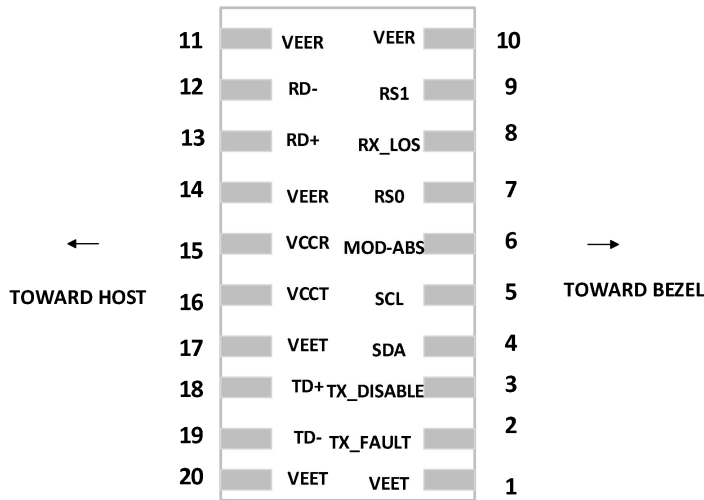 11 VEER VEER 10
12 RD- RS1 9
13 RD+ RX_LOS 8
14 VEER RS0 7
15 VCCR MOD-ABS 6
TOWARD HOST 16 VCCT SCL 5 TOWARD BEZEL
17 VEET SDA 4
18 TD+ TX_DISABLE 3
19 TD- TX_FAULT 2
20 VEET VEET 1